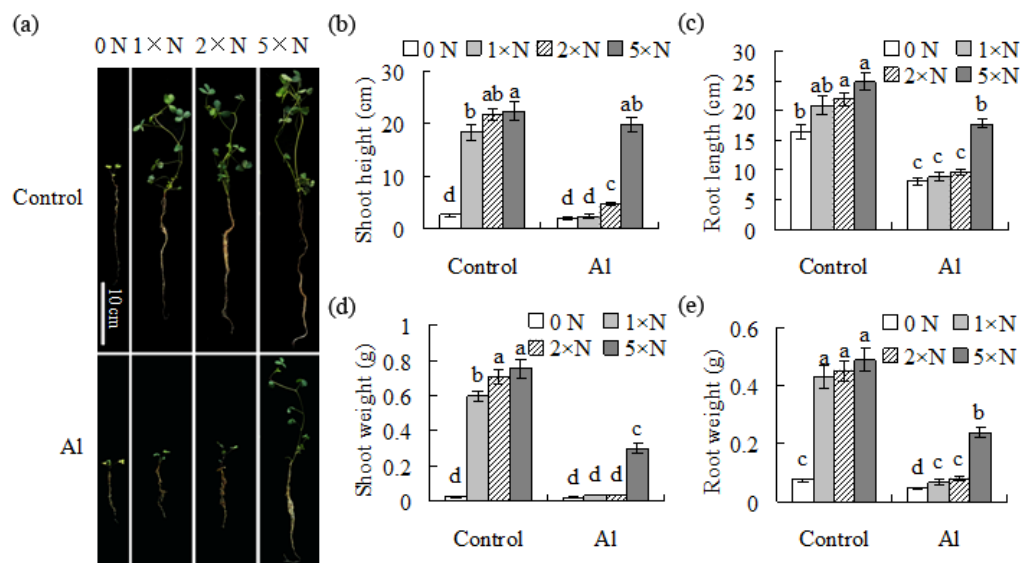 (a)
0 N 1×N 2×N 5×N
Control
10 cm
Al
(b)
0 N 1×N 2×N 5×N
Shoot height (cm)
30
20
10
0
d b ab ab
d d c ab
Control Al
(c)
0 N 1×N
2×N 5×N
Root length (cm)
30
25
20
15
10
5
0
b ab a a
c c c b
Control Al
(d)
0 N 1×N
2×N 5×N
Shoot weight (g)
1
0.8
0.6
0.4
0.2
0
d b a a
d d d c
Control Al
(e)
0 N 1×N
2×N 5×N
Root weight (g)
0.6
0.4
0.2
0
c a a a
d c c b
Control Al